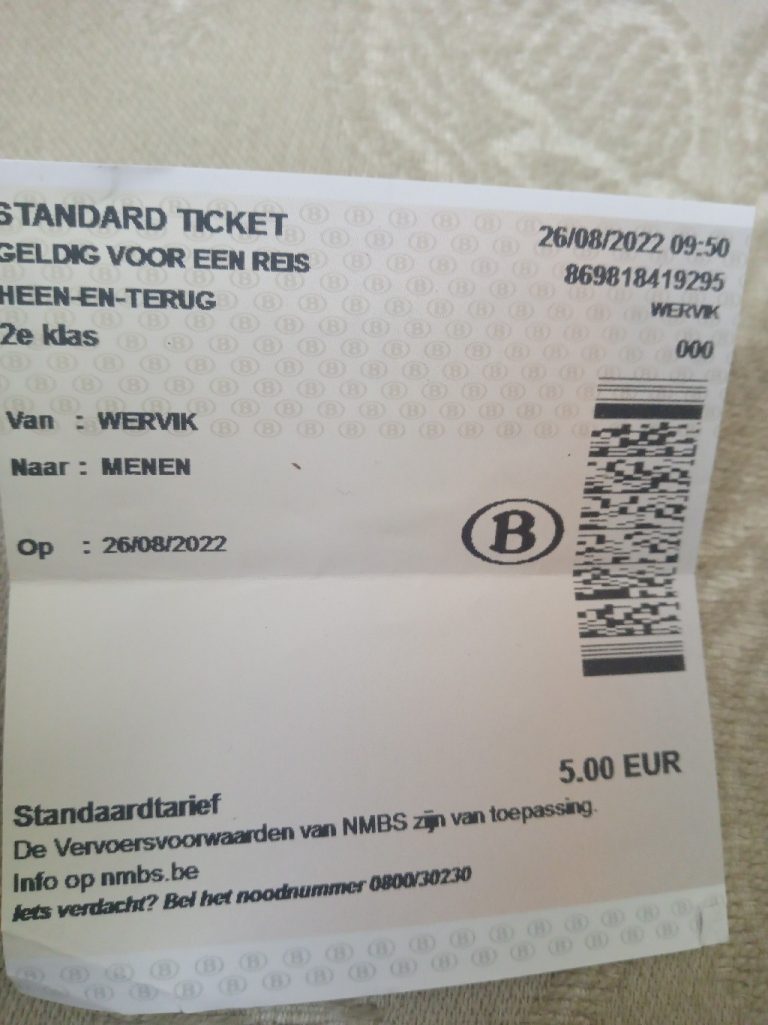 STANDARD TICKET
GELDIG VOOR EEN REIS
HEEN-EN-TERUG
2e klas
26/08/2022 09:50
869818419295
WERVIK
000
Van : WERVIK
Naar : MENEN
Op : 26/08/2022
B
5.00 EUR
Standaardtarief
De Vervoersvoorwaarden van NMBS zijn van toepassing.
Info op nmbs.be
Iets verdacht? Bel het noodnummer 0800/30230